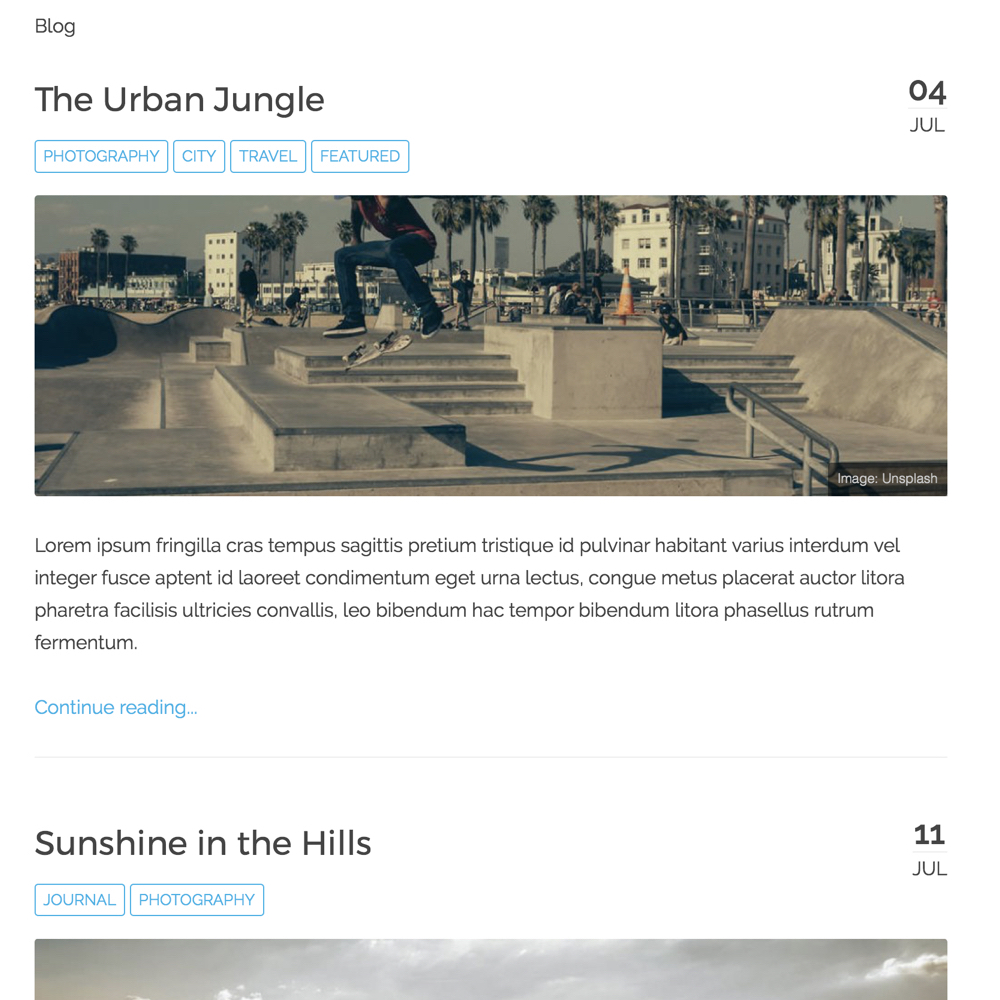 Blog
The Urban Jungle
04
JUL
PHOTOGRAPHY CITY TRAVEL FEATURED
Image: Unsplash
Lorem ipsum fringilla cras tempus sagittis pretium tristique id pulvinar habitant varius interdum vel
integer fusce aptent id laoreet condimentum eget urna lectus, congue metus placerat auctor litora
pharetra facilisis ultricies convallis, leo bibendum hac tempor bibendum litora phasellus rutrum
fermentum.
Continue reading...
Sunshine in the Hills
11
JUL
JOURNAL PHOTOGRAPHY